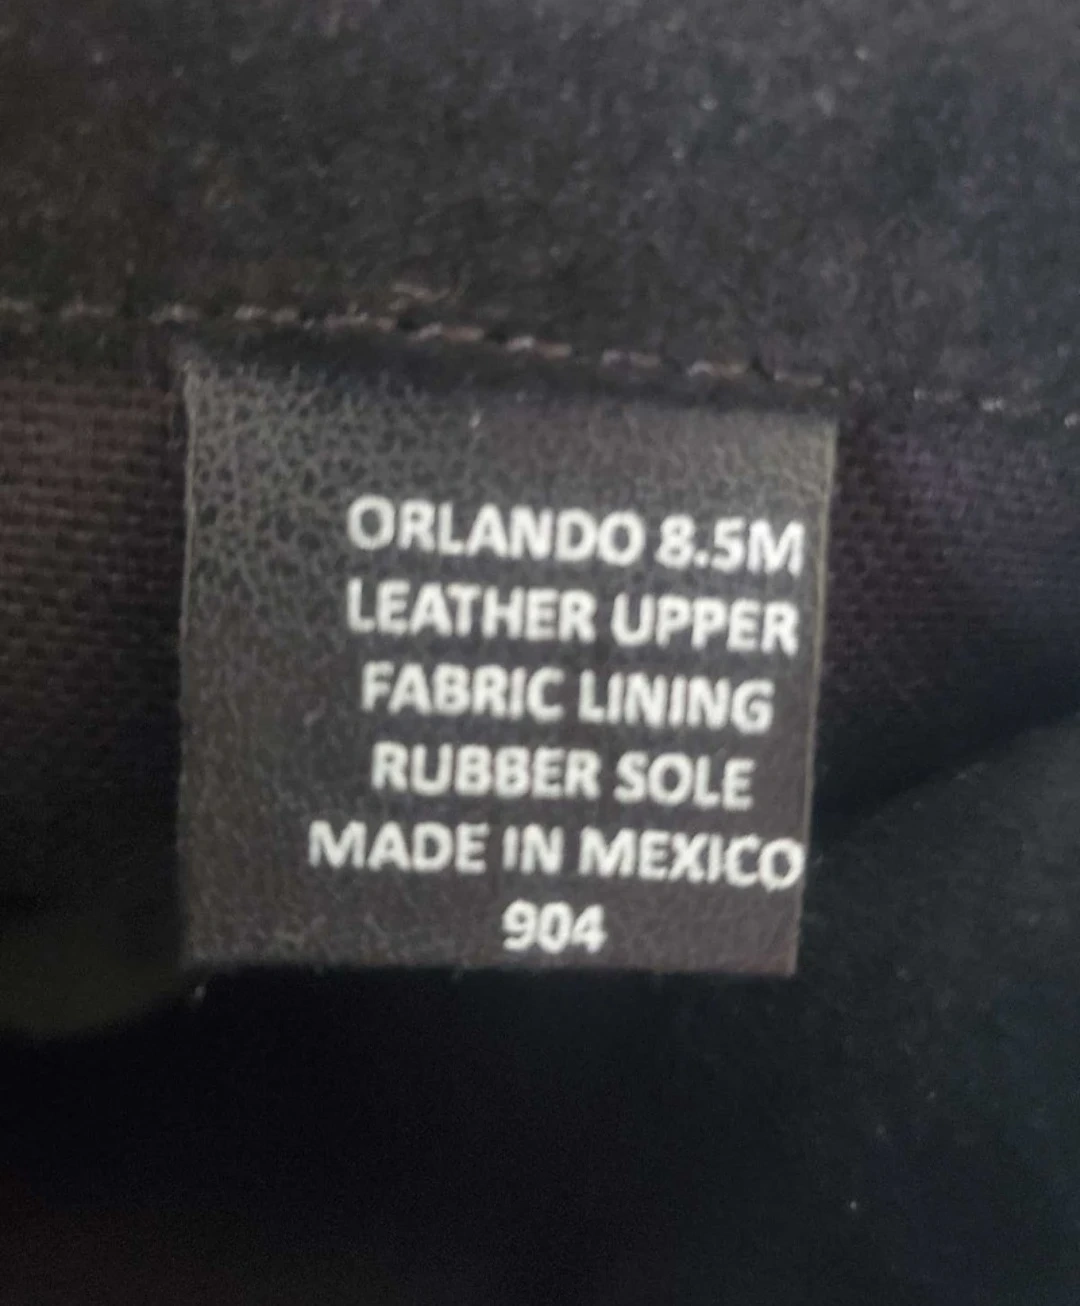 ORLANDO 8.5M
LEATHER UPPER
FABRIC LINING
RUBBER SOLE
MADE IN MEXICO
904